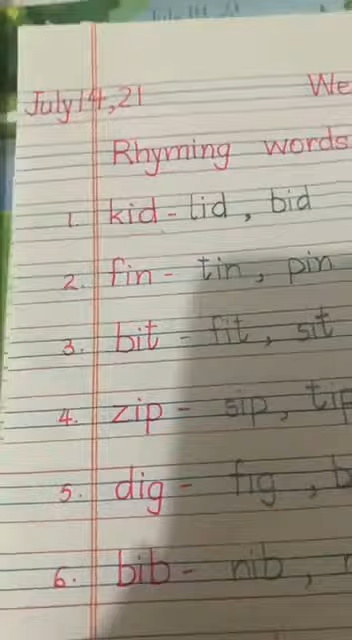 July 14, 21 We
Rhyming words
1. kid - lid, bid
2. fin - tin, pin
3. bit - fit, sit
4. zip - sip, tip
5. dig - fig, b
6. bib - nib,